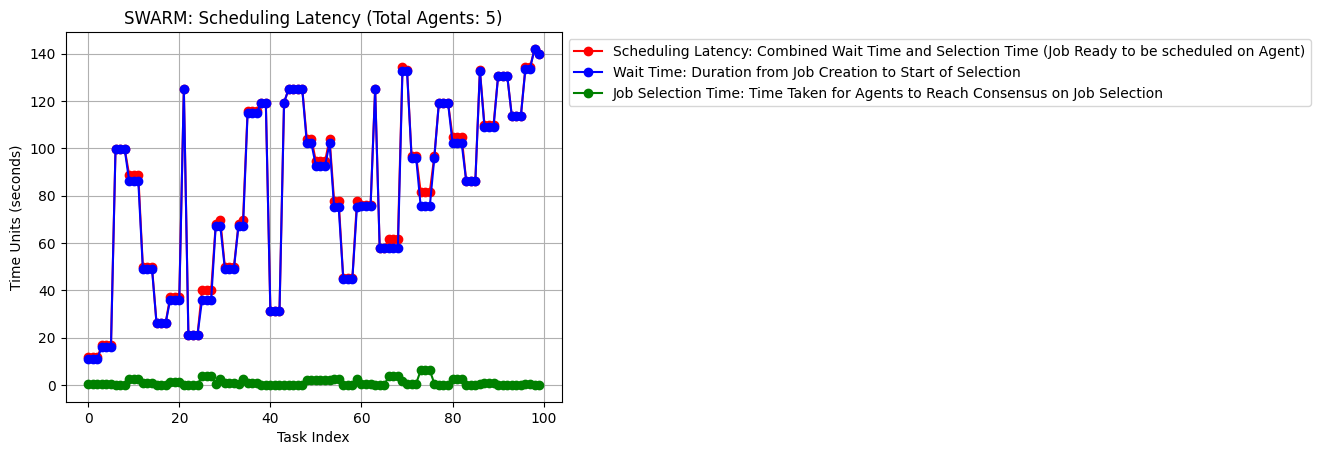 SWARM: Scheduling Latency (Total Agents: 5)
Scheduling Latency: Combined Wait Time and Selection Time (Job Ready to be scheduled on Agent)
Wait Time: Duration from Job Creation to Start of Selection
Job Selection Time: Time Taken for Agents to Reach Consensus on Job Selection
Time Units (seconds)
140
120
100
80
60
40
20
0
0 20 40 60 80 100
Task Index